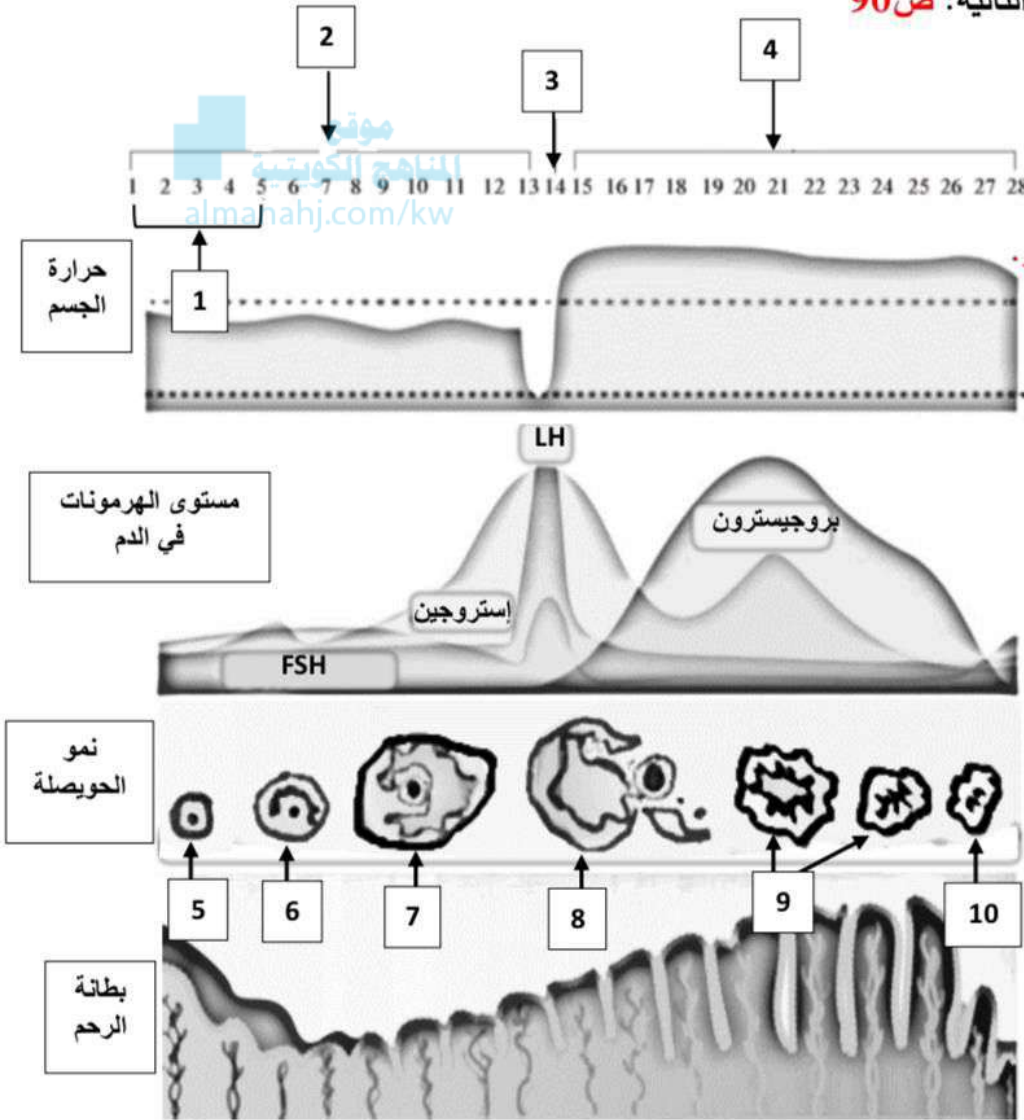 التالية: ص90
2
3
4
موقع
المناهج الكويتية
almanahj.com/kw
1 2 3 4 5 6 7 8 9 10 11 12 13 14 15 16 17 18 19 20 21 22 23 24 25 26 27 28
حرارة
الجسم
1
LH
مستوى الهرمونات
في الدم
بروجيسترون
إستروجين
FSH
نمو
الحويصلة
5
6
7
8
9
10
بطانة
الرحم